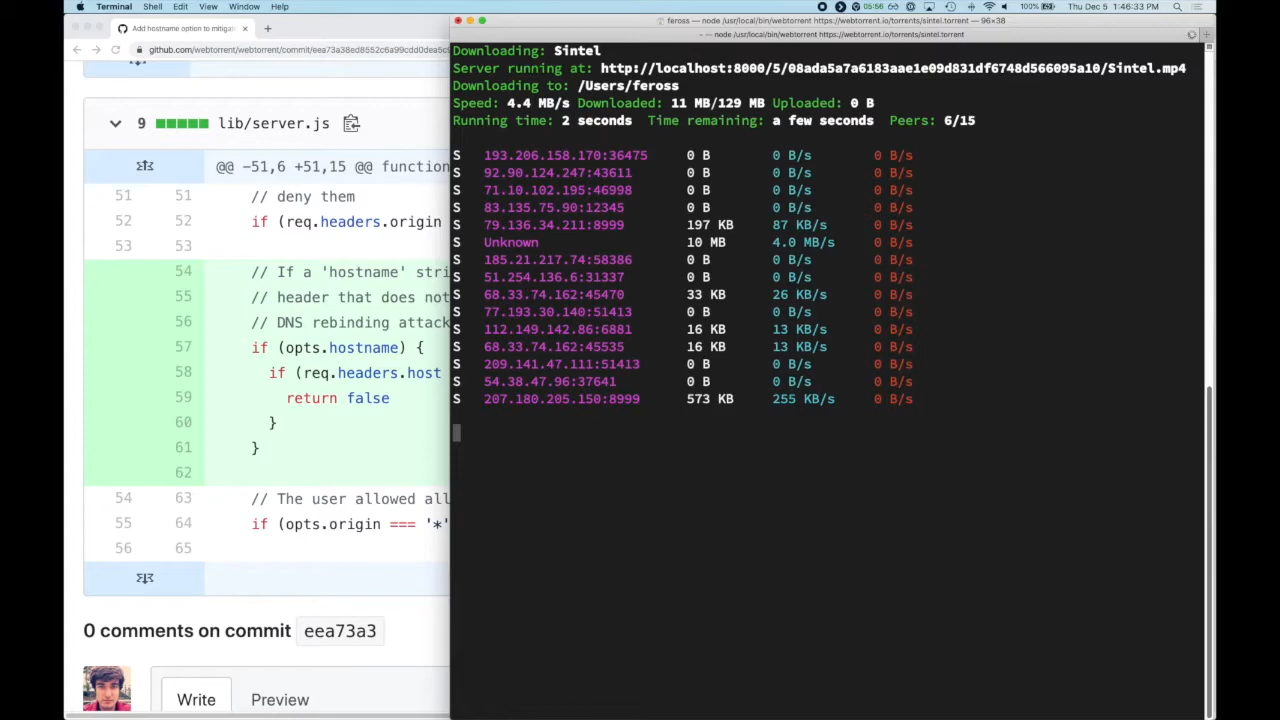 Terminal Shell Edit View Window Help 05:56 100% Thu Dec 5 1:46:33 PM
Add hostname option to mitigat
github.com/webtorrent/webtorrent/commit/eea73a38ed8552c6a99cdd0dea5c
9 lib/server.js
@@ -51,6 +51,15 @@ function
51 51 // deny them
52 52 if (req.headers.origin
53 53
54 // If a 'hostname' stri
55 // header that does not
56 // DNS rebinding attack
57 if (opts.hostname) {
58 if (req.headers.host
59 return false
60 }
61 }
62
54 63 // The user allowed all
55 64 if (opts.origin === '*'
56 65
0 comments on commit eea73a3
Write Preview
feross — node /usr/local/bin/webtorrent https://webtorrent.io/torrents/sintel.torrent — 96×38
~ — node /usr/local/bin/webtorrent https://webtorrent.io/torrents/sintel.torrent
Downloading: Sintel
Server running at: http://localhost:8000/5/08ada5a7a6183aae1e09d831df6748d566095a10/Sintel.mp4
Downloading to: /Users/feross
Speed: 4.4 MB/s Downloaded: 11 MB/129 MB Uploaded: 0 B
Running time: 2 seconds Time remaining: a few seconds Peers: 6/15
S 193.206.158.170:36475 0 B 0 B/s 0 B/s
S 92.90.124.247:43611 0 B 0 B/s 0 B/s
S 71.10.102.195:46998 0 B 0 B/s 0 B/s
S 83.135.75.90:12345 0 B 0 B/s 0 B/s
S 79.136.34.211:8999 197 KB 87 KB/s 0 B/s
S Unknown 10 MB 4.0 MB/s 0 B/s
S 185.21.217.74:58386 0 B 0 B/s 0 B/s
S 51.254.136.6:31337 0 B 0 B/s 0 B/s
S 68.33.74.162:45470 33 KB 26 KB/s 0 B/s
S 77.193.30.140:51413 0 B 0 B/s 0 B/s
S 112.149.142.86:6881 16 KB 13 KB/s 0 B/s
S 68.33.74.162:45535 16 KB 13 KB/s 0 B/s
S 209.141.47.111:51413 0 B 0 B/s 0 B/s
S 54.38.47.96:37641 0 B 0 B/s 0 B/s
S 207.180.205.150:8999 573 KB 255 KB/s 0 B/s